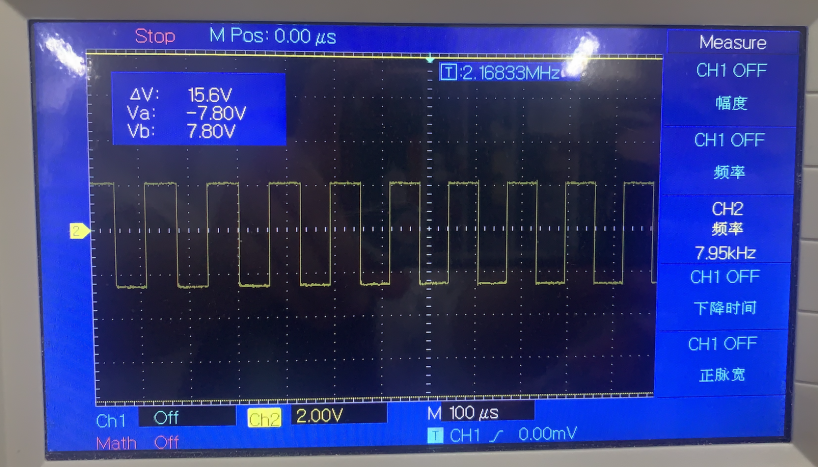 Stop M Pos: 0.00 μs
T:2.16833MHz
ΔV: 15.6V
Va: -7.80V
Vb: 7.80V
2
Measure
CH1 OFF
幅度
CH1 OFF
频率
CH2
频率
7.95kHz
CH1 OFF
下降时间
CH1 OFF
正脉宽
Ch1 Off Ch2 2.00V M 100 μs
Math Off T CH1 0.00mV